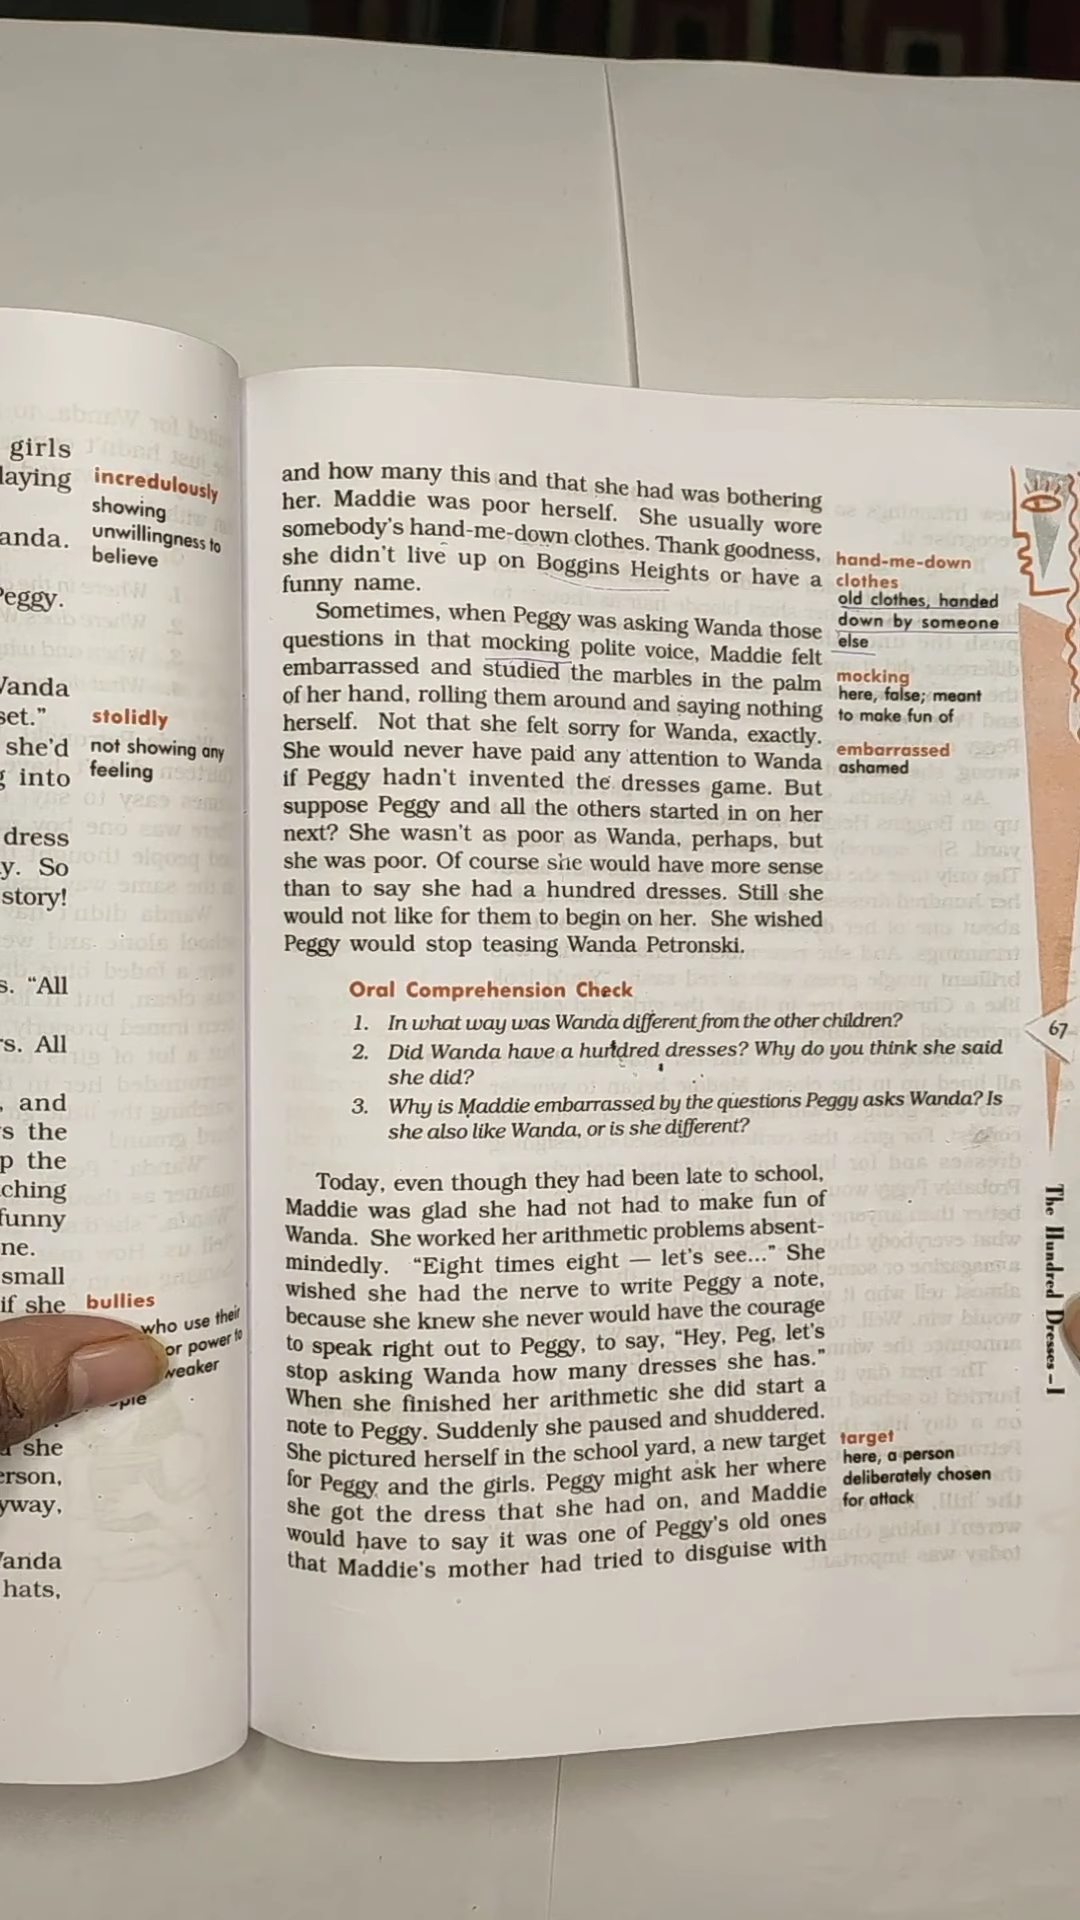 girls
laying
anda.
Peggy.
Wanda
set."
she'd
g into
dress
y. So
story!
s. "All
rs. All
, and
s the
p the
ching
funny
ne.
small
if she
she
erson,
yway,
Wanda
hats,
incredulously
showing
unwillingness to
believe
stolidly
not showing any
feeling
bullies
who use their
or power to
weaker
and how many this and that she had was bothering
her. Maddie was poor herself. She usually wore
somebody's hand-me-down clothes. Thank goodness,
she didn't live up on Boggins Heights or have a
funny name.
Sometimes, when Peggy was asking Wanda those
questions in that mocking polite voice, Maddie felt
embarrassed and studied the marbles in the palm
of her hand, rolling them around and saying nothing
herself. Not that she felt sorry for Wanda, exactly.
She would never have paid any attention to Wanda
if Peggy hadn't invented the dresses game. But
suppose Peggy and all the others started in on her
next? She wasn't as poor as Wanda, perhaps, but
she was poor. Of course she would have more sense
than to say she had a hundred dresses. Still she
would not like for them to begin on her. She wished
Peggy would stop teasing Wanda Petronski.
hand-me-down
clothes
old clothes, handed
down by someone
else
mocking
here, false; meant
to make fun of
embarrassed
ashamed
Oral Comprehension Check
1. In what way was Wanda different from the other children?
2. Did Wanda have a hundred dresses? Why do you think she said
she did?
3. Why is Maddie embarrassed by the questions Peggy asks Wanda? Is
she also like Wanda, or is she different?
67
Today, even though they had been late to school,
Maddie was glad she had not had to make fun of
Wanda. She worked her arithmetic problems absent-
mindedly. "Eight times eight — let's see..." She
wished she had the nerve to write Peggy a note,
because she knew she never would have the courage
to speak right out to Peggy, to say, "Hey, Peg, let's
stop asking Wanda how many dresses she has."
When she finished her arithmetic she did start a
note to Peggy. Suddenly she paused and shuddered.
She pictured herself in the school yard, a new target
for Peggy and the girls. Peggy might ask her where
she got the dress that she had on, and Maddie
would have to say it was one of Peggy's old ones
that Maddie's mother had tried to disguise with
target
here, a person
deliberately chosen
for attack
The Hundred Dresses–I